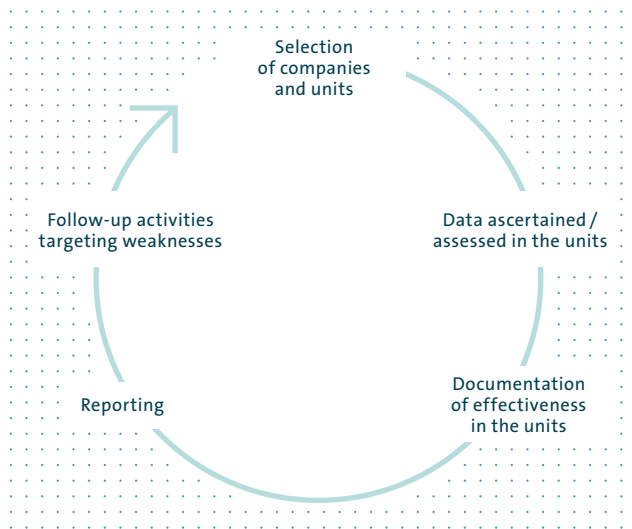 Selection
of companies
and units
Data ascertained /
assessed in the units
Documentation
of effectiveness
in the units
Reporting
Follow-up activities
targeting weaknesses